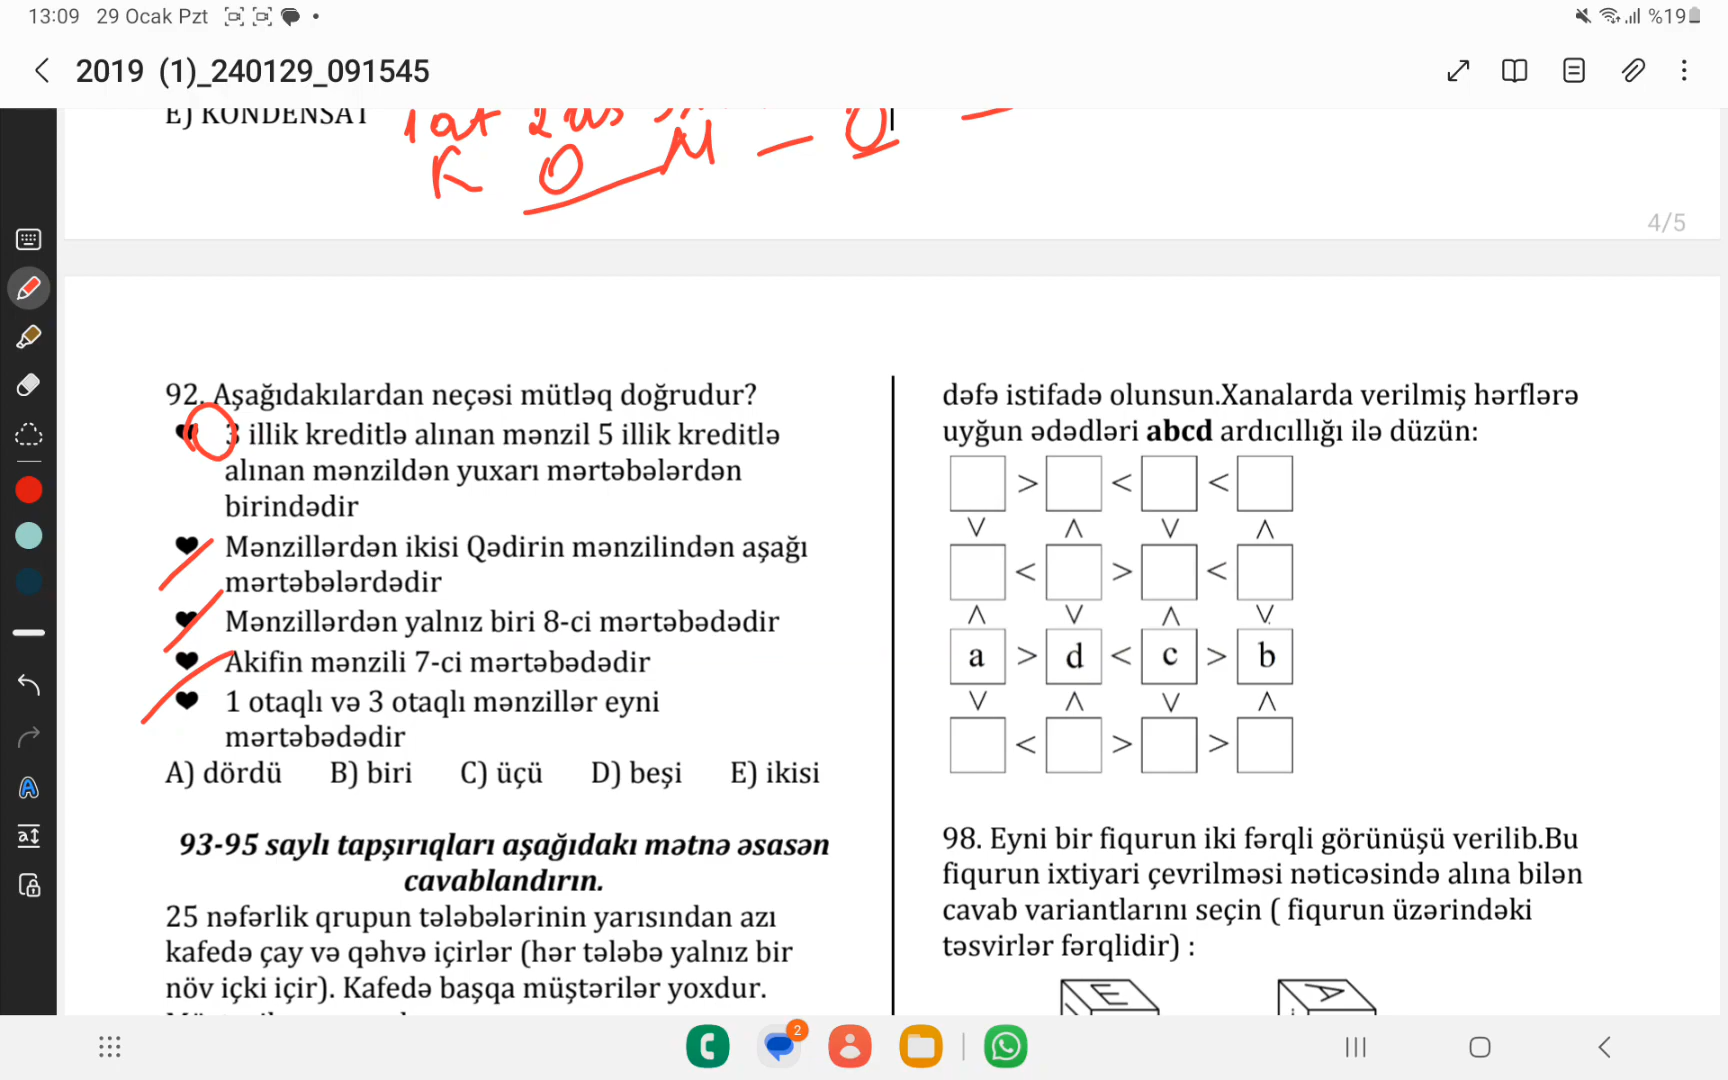 13:09 29 Ocak Pzt
%19
2019 (1)_240129_091545
E) KONDENSAT
K O M – O
4/5
92. Aşağıdakılardan neçəsi mütləq doğrudur?
3 illik kreditlə alınan mənzil 5 illik kreditlə
alınan mənzildən yuxarı mərtəbələrdən
birindədir
Mənzillərdən ikisi Qədirin mənzilindən aşağı
mərtəbələrdədir
Mənzillərdən yalnız biri 8-ci mərtəbədədir
Akifin mənzili 7-ci mərtəbədədir
1 otaqlı və 3 otaqlı mənzillər eyni
mərtəbədədir
A) dördü B) biri C) üçü D) beşi E) ikisi
93-95 saylı tapşırıqları aşağıdakı mətnə əsasən
cavablandırın.
25 nəfərlik qrupun tələbələrinin yarısından azı
kafedə çay və qəhvə içirlər (hər tələbə yalnız bir
növ içki içir). Kafedə başqa müştərilər yoxdur.
dəfə istifadə olunsun.Xanalarda verilmiş hərflərə
uyğun ədədləri abcd ardıcıllığı ilə düzün:
> < <
˅ ˄ ˅ ˄
< > <
˄ ˅ ˄ ˅
a > d < c > b
˅ ˄ ˅ ˄
< > >
98. Eyni bir fiqurun iki fərqli görünüşü verilib.Bu
fiqurun ixtiyari çevrilməsi nəticəsində alına bilən
cavab variantlarını seçin ( fiqurun üzərindəki
təsvirlər fərqlidir) :
E A
2